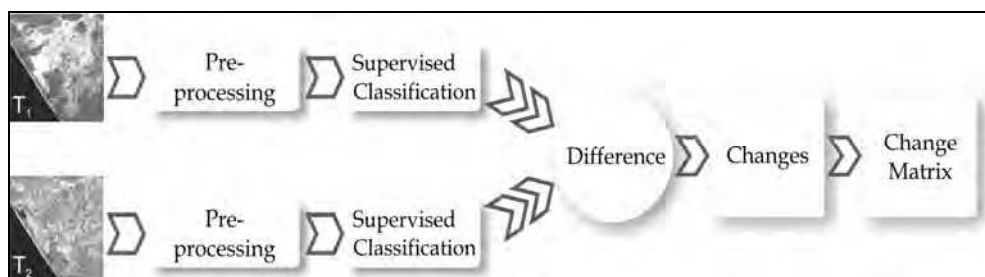 T1
Pre-
processing
Supervised
Classification
Difference
Changes
Change
Matrix
T2
Pre-
processing
Supervised
Classification